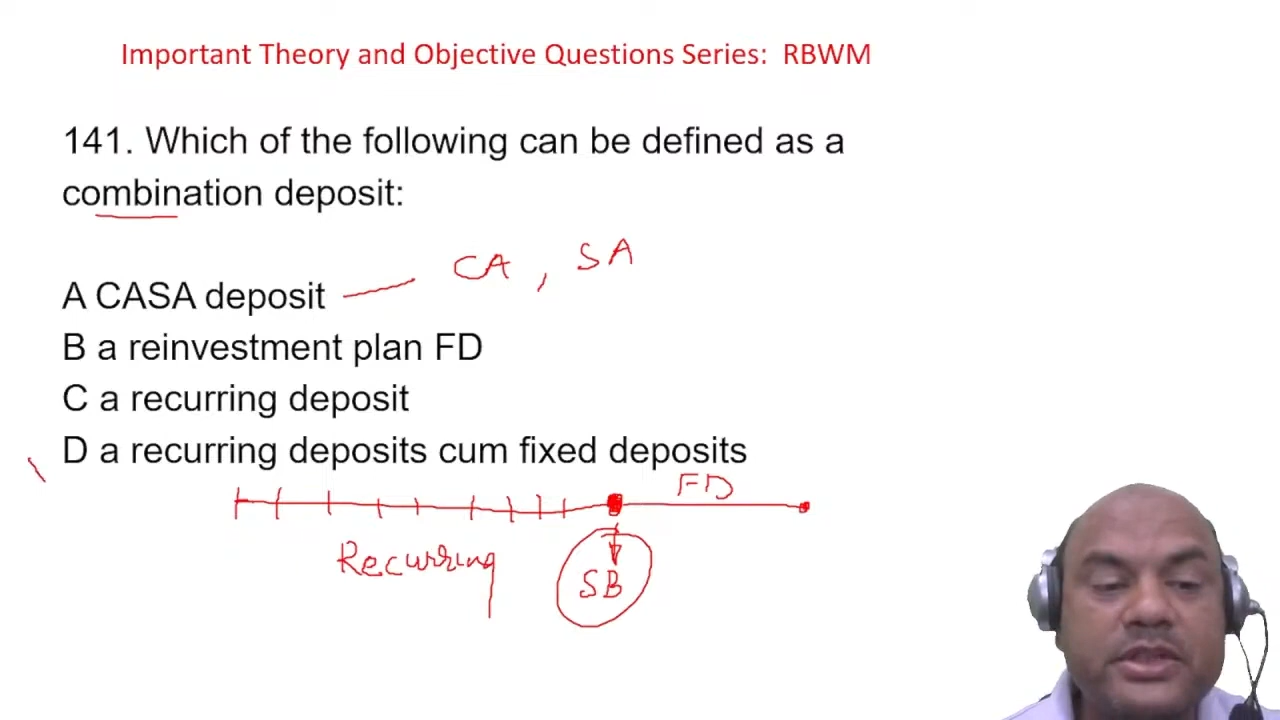 Important Theory and Objective Questions Series: RBWM
141. Which of the following can be defined as a
combination deposit:
CA , SA
A CASA deposit
B a reinvestment plan FD
C a recurring deposit
D a recurring deposits cum fixed deposits
FD
Recurring
SB